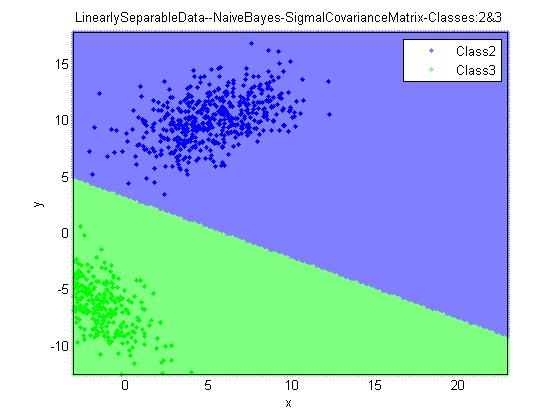 LinearlySeparableData--NaiveBayes-SigmaICovarianceMatrix-Classes:2&3
Class2
Class3
15
10
5
0
-5
-10
y
0 5 10 15 20
x